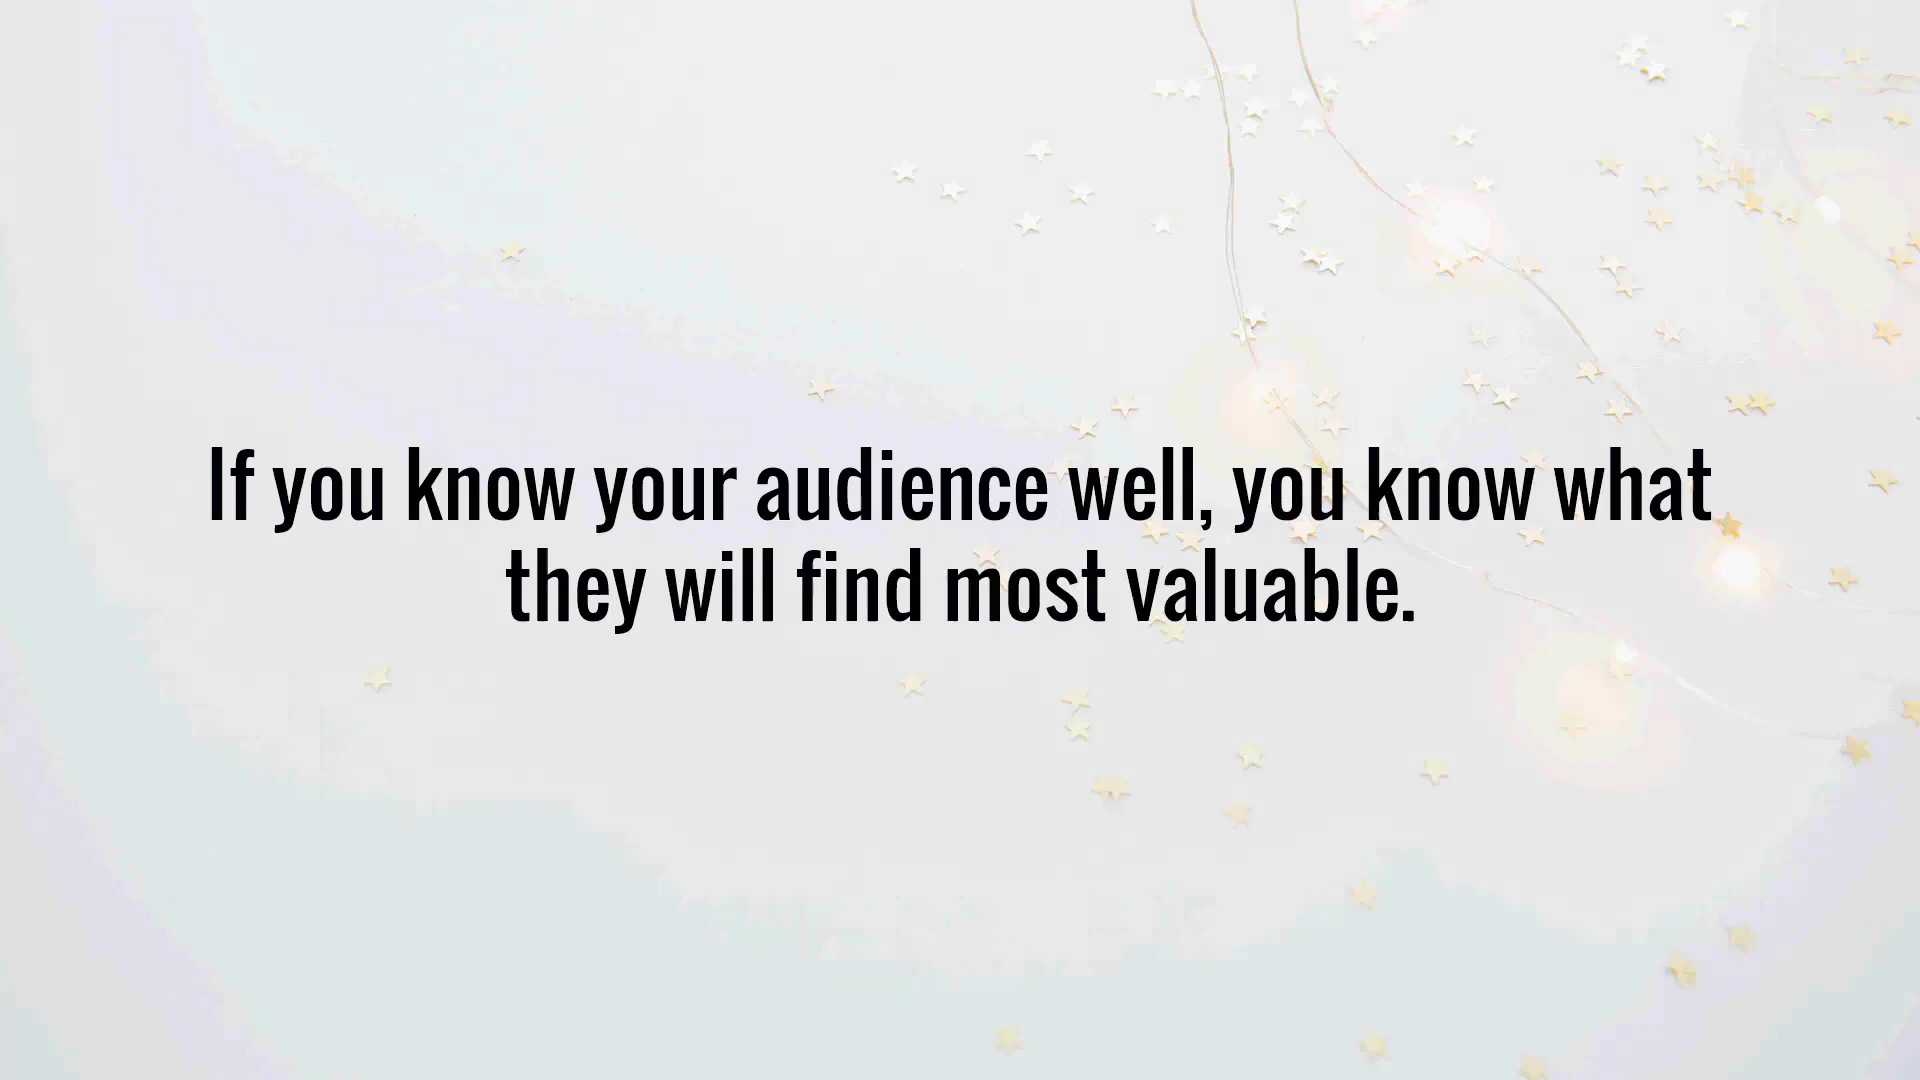 If you know your audience well, you know what
they will find most valuable.